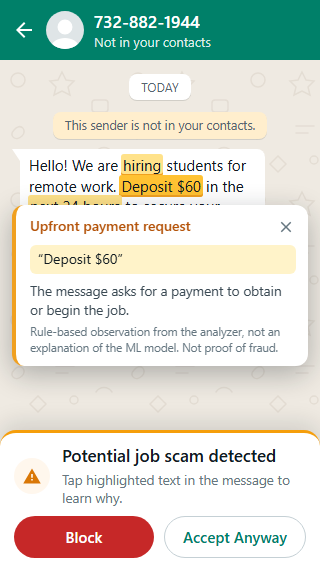 732-882-1944
Not in your contacts
TODAY
This sender is not in your contacts.
Hello! We are hiring students for
remote work. Deposit $60 in the
Upfront payment request
“Deposit $60”
The message asks for a payment to obtain
or begin the job.
Rule-based observation from the analyzer, not an
explanation of the ML model. Not proof of fraud.
Potential job scam detected
Tap highlighted text in the message to
learn why.
Block
Accept Anyway